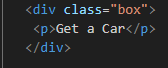 <div class="box">
<p>Get a Car</p>
</div>